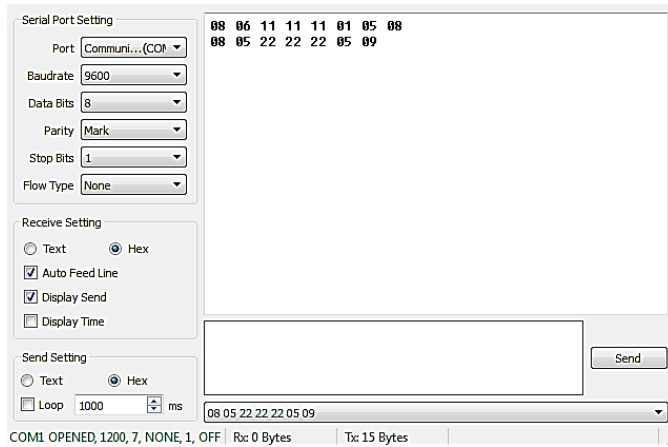 Serial Port Setting
Port Communi...(CO
Baudrate 9600
Data Bits 8
Parity Mark
Stop Bits 1
Flow Type None
Receive Setting
Text Hex
Auto Feed Line
Display Send
Display Time
Send Setting
Text Hex
Loop 1000 ms
08 06 11 11 11 01 05 08
08 05 22 22 22 05 09
Send
08 05 22 22 22 05 09
COM1 OPENED, 1200, 7, NONE, 1, OFF Rx: 0 Bytes Tx: 15 Bytes